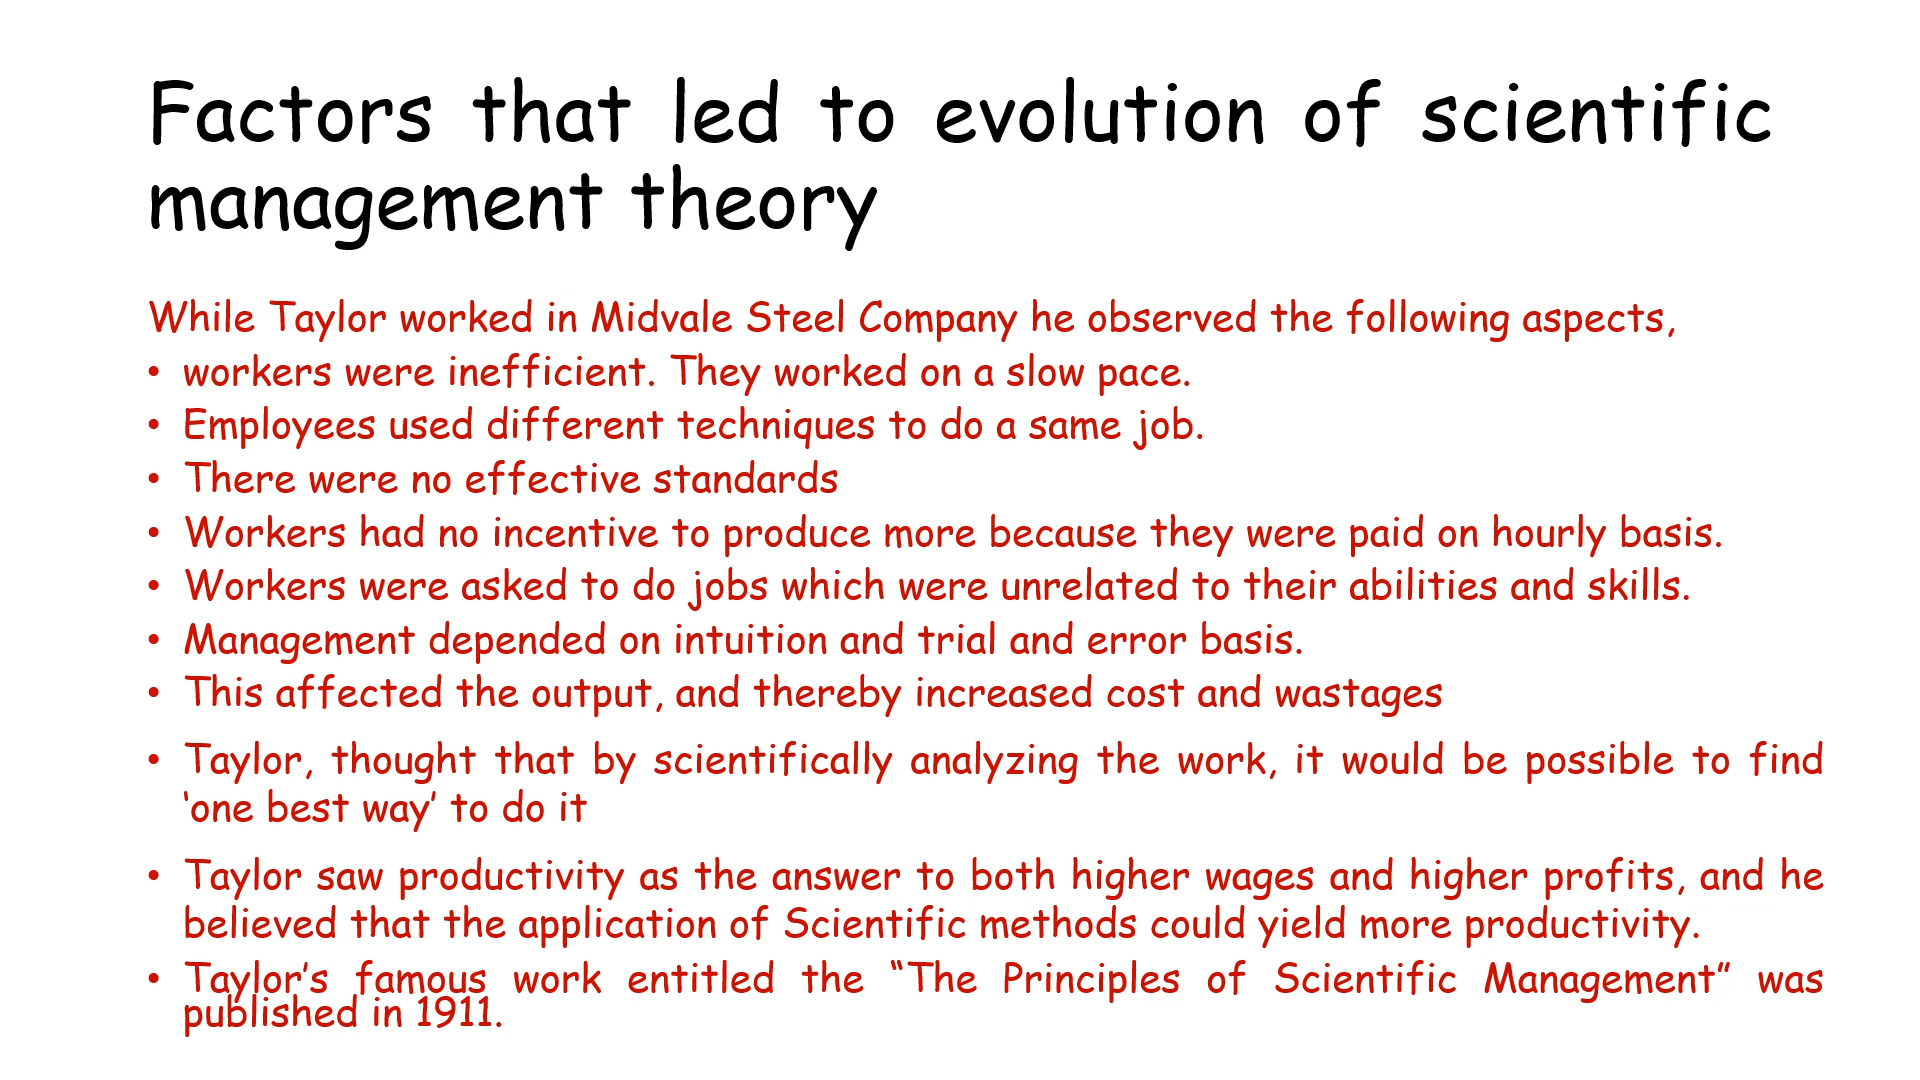 Factors that led to evolution of scientific
management theory
While Taylor worked in Midvale Steel Company he observed the following aspects,
• workers were inefficient. They worked on a slow pace.
• Employees used different techniques to do a same job.
• There were no effective standards
• Workers had no incentive to produce more because they were paid on hourly basis.
• Workers were asked to do jobs which were unrelated to their abilities and skills.
• Management depended on intuition and trial and error basis.
• This affected the output, and thereby increased cost and wastages
• Taylor, thought that by scientifically analyzing the work, it would be possible to find
‘one best way’ to do it
• Taylor saw productivity as the answer to both higher wages and higher profits, and he
believed that the application of Scientific methods could yield more productivity.
• Taylor’s famous work entitled the “The Principles of Scientific Management” was
published in 1911.